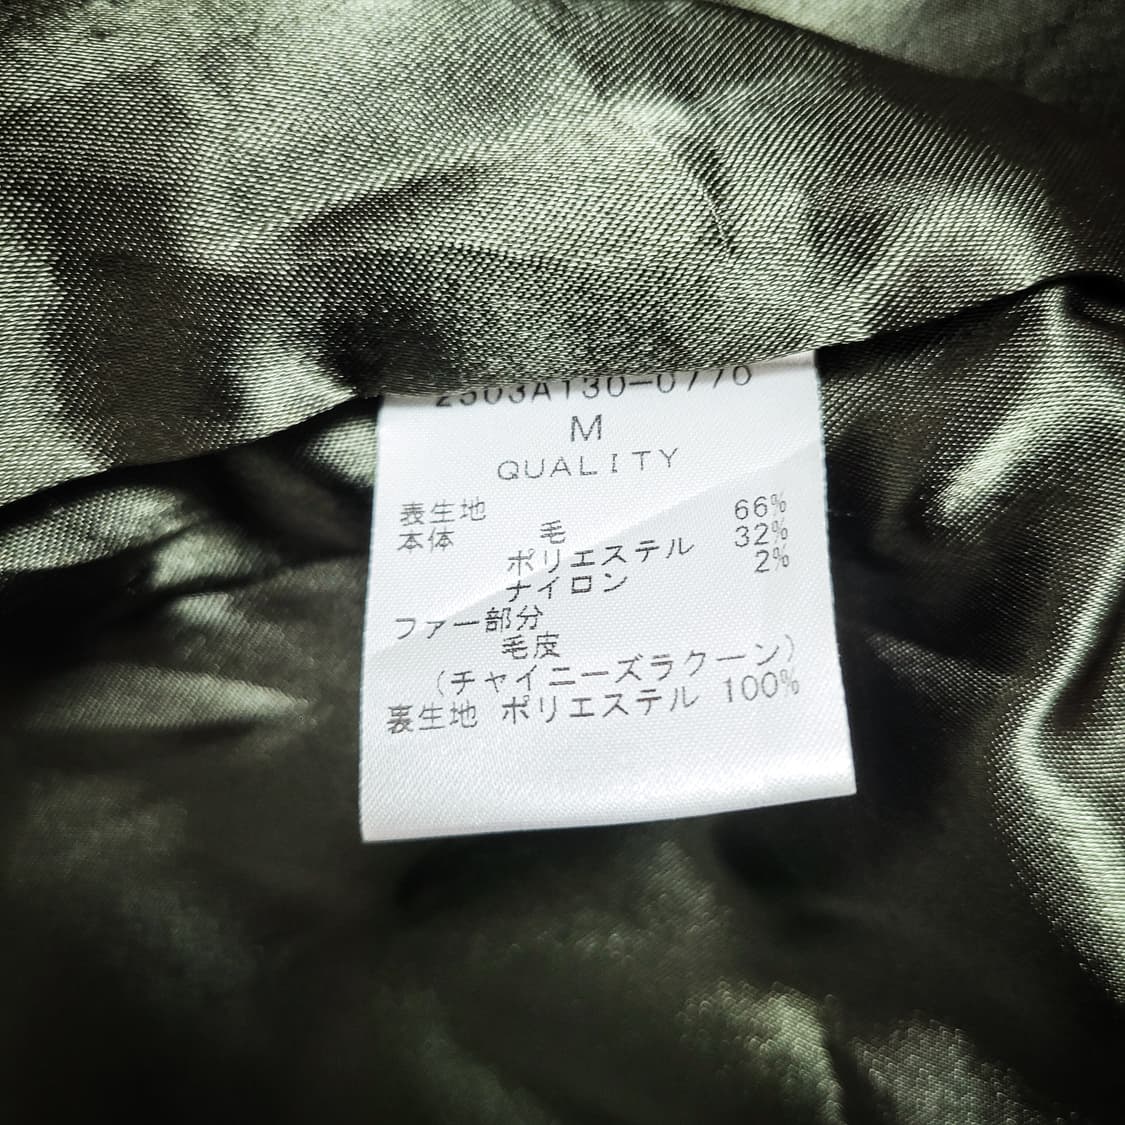 2503A130-0770
M
QUALITY
表生地
本体 毛 66%
ポリエステル 32%
ナイロン 2%
ファー部分
毛皮
(チャイニーズラクーン)
裏生地 ポリエステル 100%